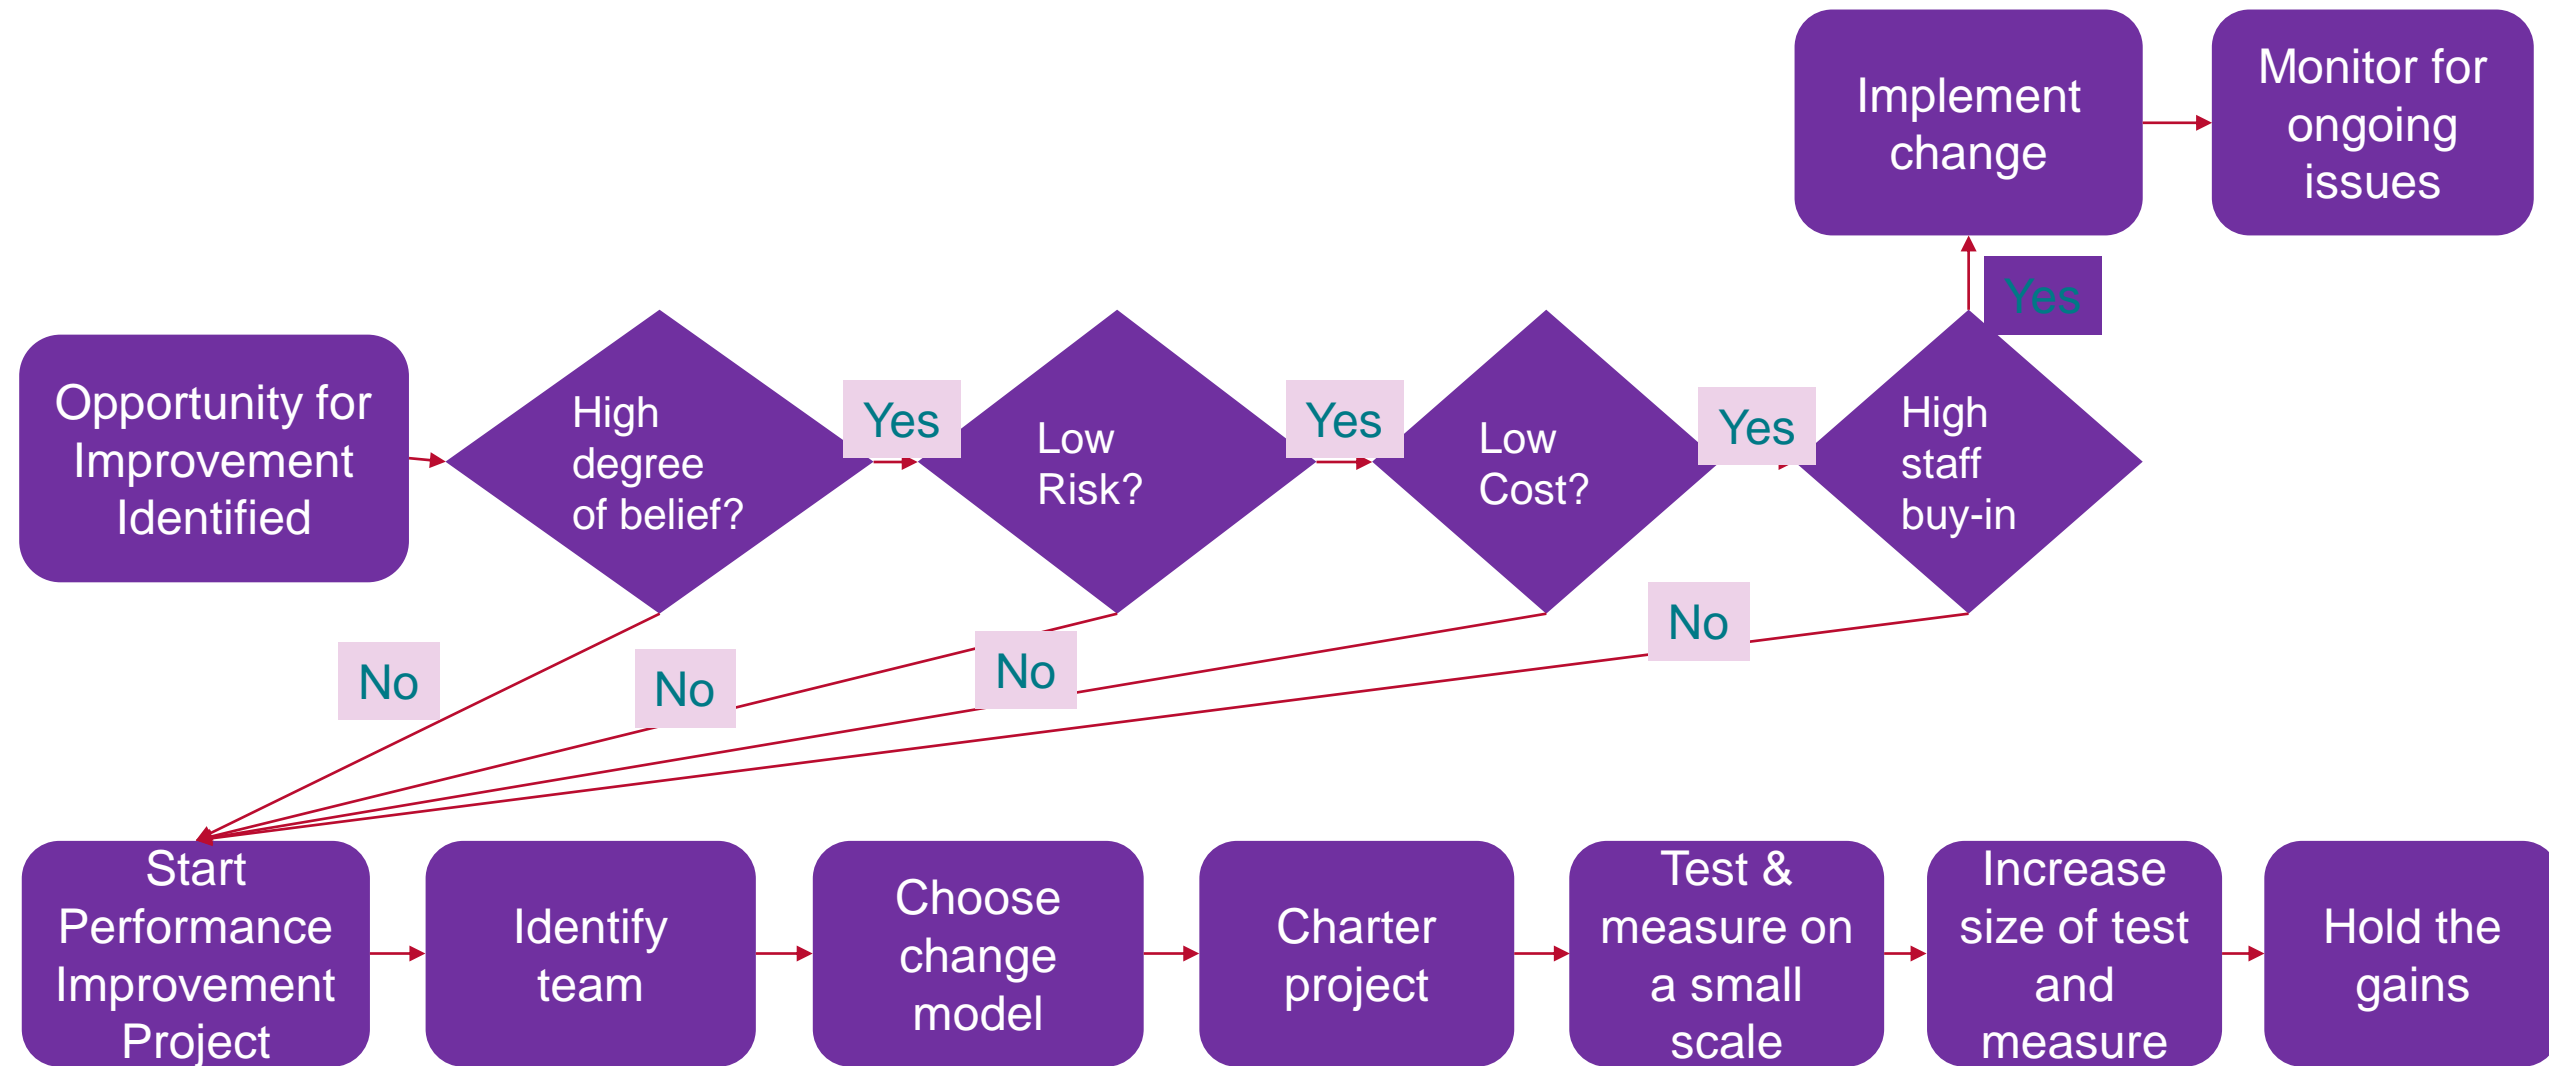 Implement
change
Monitor for
ongoing
issues
Yes
Opportunity for
Improvement
Identified
High
degree
of belief?
Yes
Low
Risk?
Yes
Low
Cost?
Yes
High
staff
buy-in
No
No
No
No
Start
Performance
Improvement
Project
Identify
team
Choose
change
model
Charter
project
Test &
measure on
a small
scale
Increase
size of test
and
measure
Hold the
gains